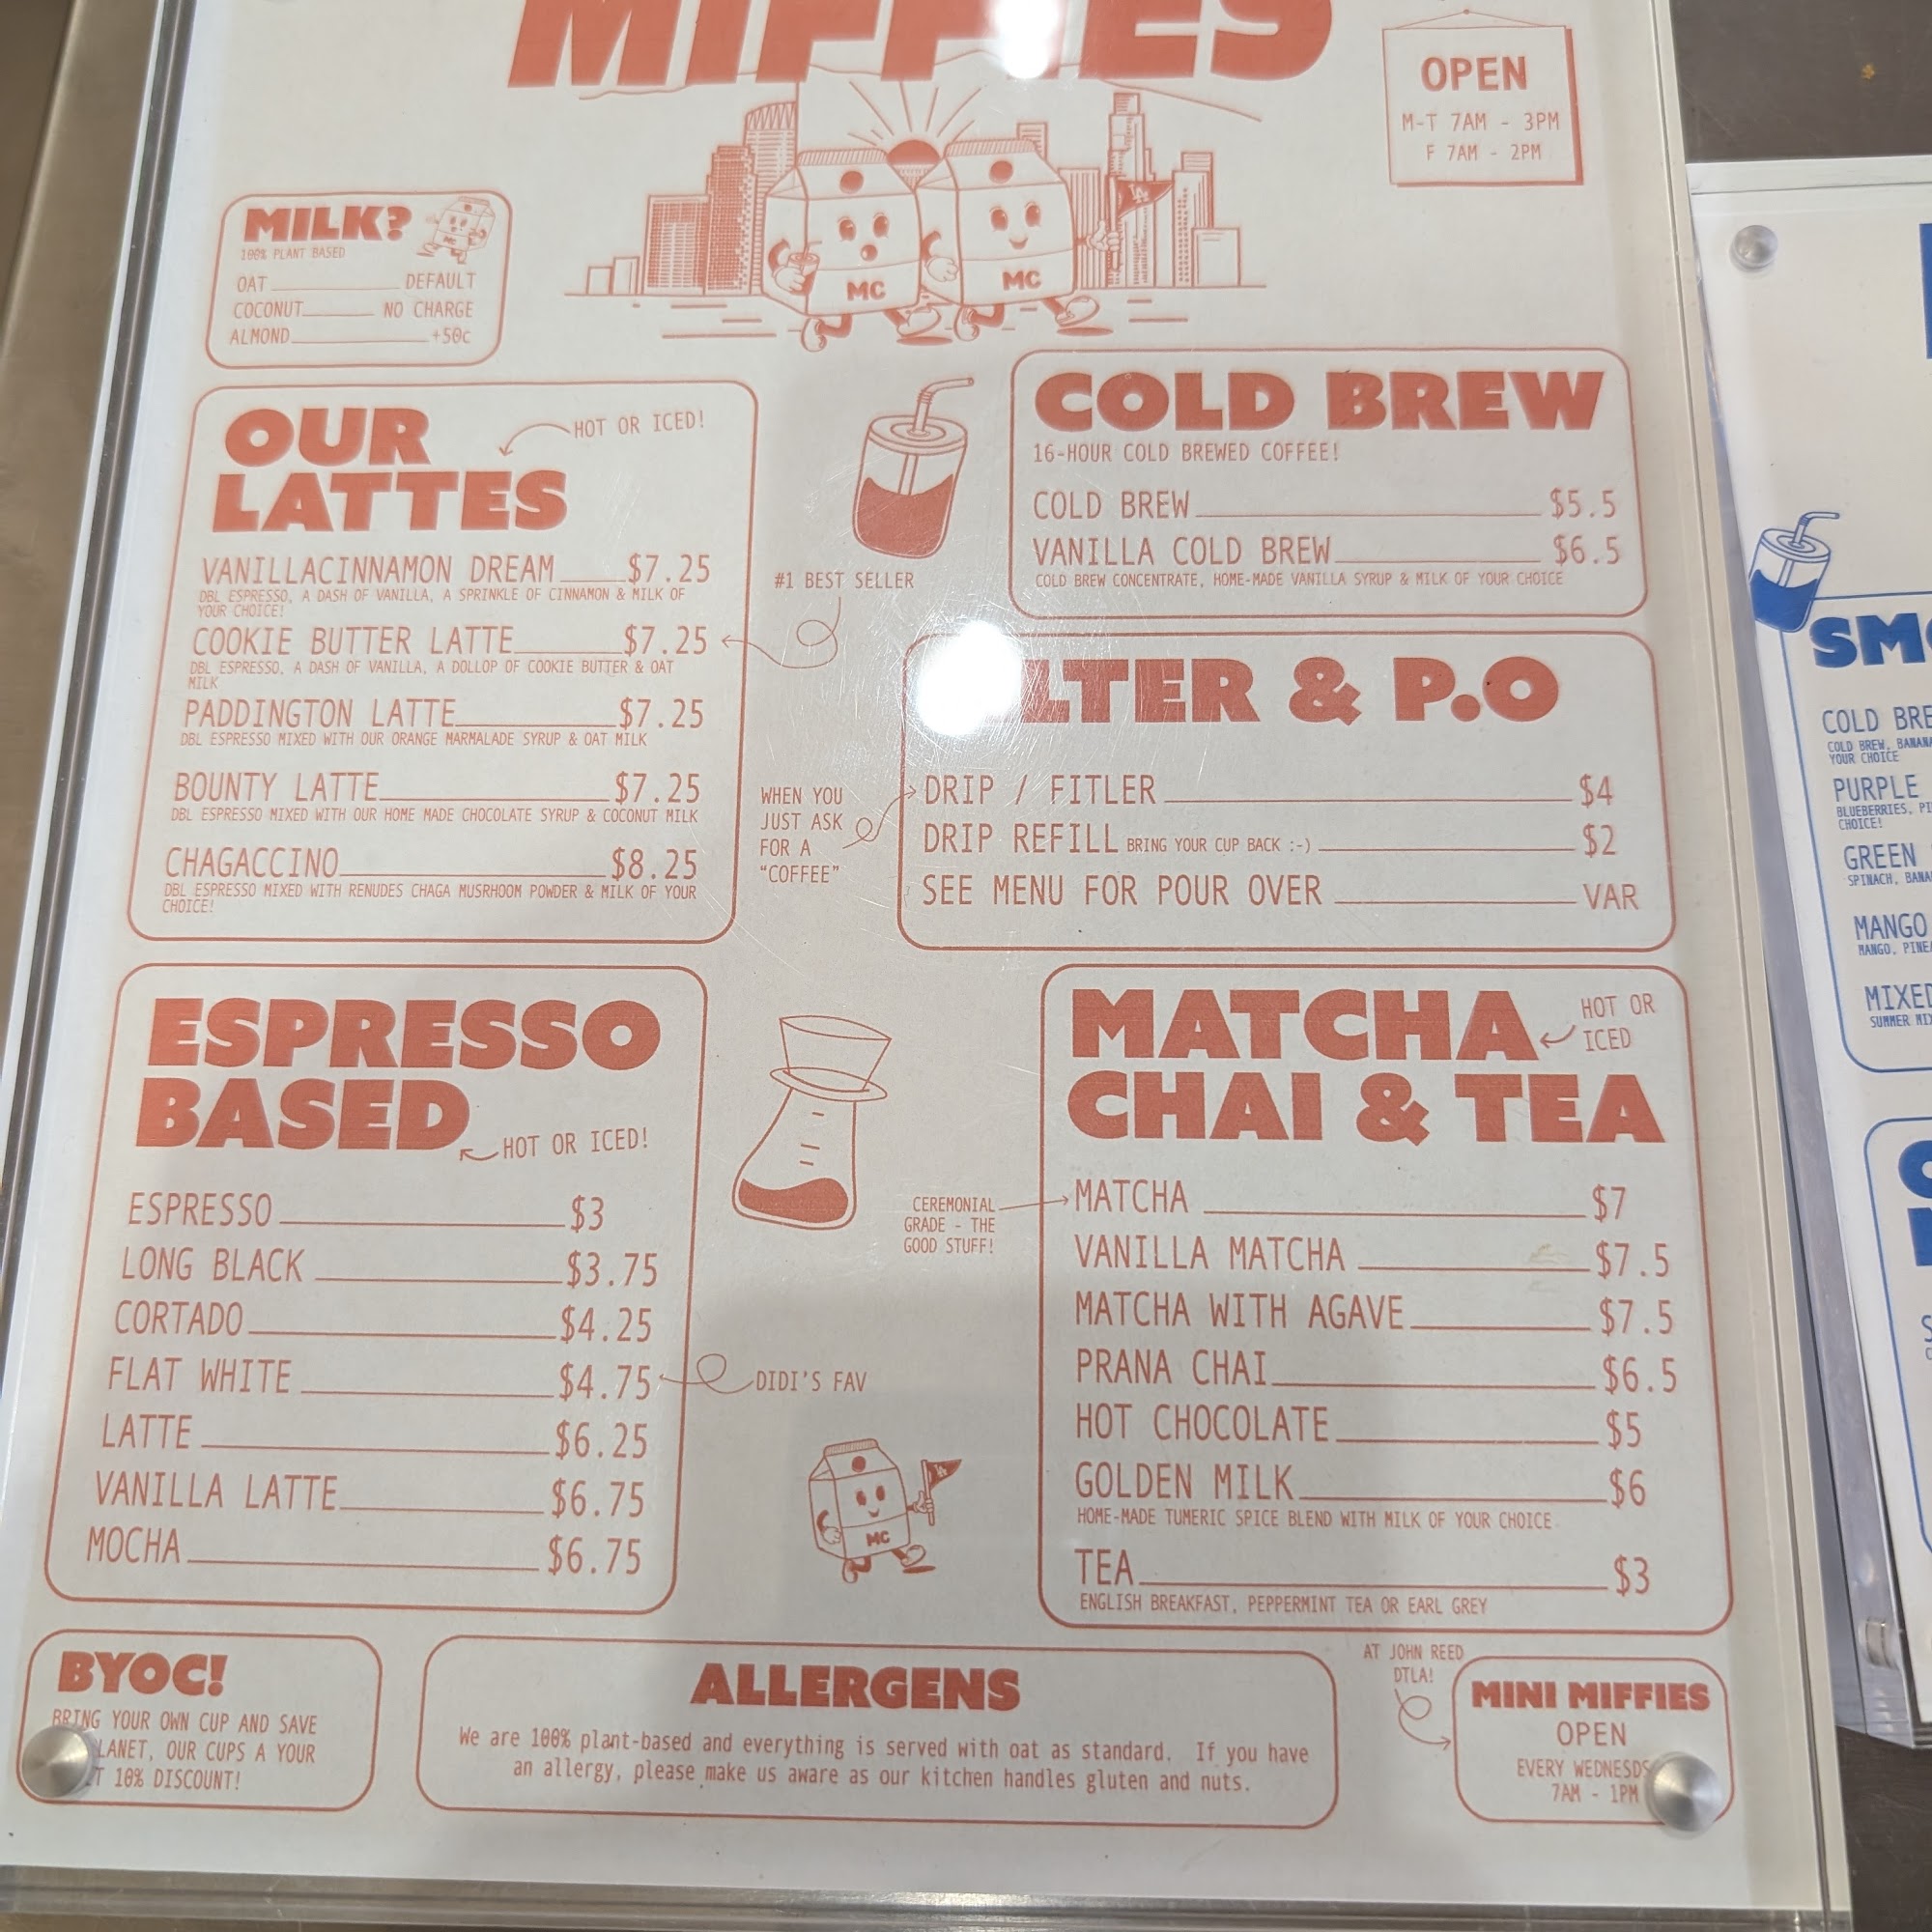 MIFFIES
OPEN
M-T 7AM - 3PM
F 7AM - 2PM
MILK?
100% PLANT BASED
OAT DEFAULT
COCONUT NO CHARGE
ALMOND +50c
MC
MC
MC
LA
OUR
LATTES
HOT OR ICED!
VANILLACINNAMON DREAM $7.25
DBL ESPRESSO, A DASH OF VANILLA, A SPRINKLE OF CINNAMON & MILK OF
YOUR CHOICE!
COOKIE BUTTER LATTE $7.25
DBL ESPRESSO, A DASH OF VANILLA, A DOLLOP OF COOKIE BUTTER & OAT
MILK
PADDINGTON LATTE $7.25
DBL ESPRESSO MIXED WITH OUR ORANGE MARMALADE SYRUP & OAT MILK
BOUNTY LATTE $7.25
DBL ESPRESSO MIXED WITH OUR HOME MADE CHOCOLATE SYRUP & COCONUT MILK
CHAGACCINO $8.25
DBL ESPRESSO MIXED WITH RENUDES CHAGA MUSRHOOM POWDER & MILK OF YOUR
CHOICE!
#1 BEST SELLER
COLD BREW
16-HOUR COLD BREWED COFFEE!
COLD BREW $5.5
VANILLA COLD BREW $6.5
COLD BREW CONCENTRATE, HOME-MADE VANILLA SYRUP & MILK OF YOUR CHOICE
LTER & P.O
WHEN YOU
JUST ASK
FOR A
"COFFEE"
DRIP / FITLER $4
DRIP REFILL BRING YOUR CUP BACK :-) $2
SEE MENU FOR POUR OVER VAR
ESPRESSO
BASED
HOT OR ICED!
ESPRESSO $3
LONG BLACK $3.75
CORTADO $4.25
FLAT WHITE $4.75
DIDI'S FAV
LATTE $6.25
VANILLA LATTE $6.75
MOCHA $6.75
LA
MC
MATCHA
CHAI & TEA
HOT OR
ICED
CEREMONIAL
GRADE - THE
GOOD STUFF!
MATCHA $7
VANILLA MATCHA $7.5
MATCHA WITH AGAVE $7.5
PRANA CHAI $6.5
HOT CHOCOLATE $5
GOLDEN MILK $6
HOME-MADE TUMERIC SPICE BLEND WITH MILK OF YOUR CHOICE
TEA $3
ENGLISH BREAKFAST, PEPPERMINT TEA OR EARL GREY
BYOC!
BRING YOUR OWN CUP AND SAVE
LANET, OUR CUPS A YOUR
T 10% DISCOUNT!
ALLERGENS
We are 100% plant-based and everything is served with oat as standard. If you have
an allergy, please make us aware as our kitchen handles gluten and nuts.
AT JOHN REED
DTLA!
MINI MIFFIES
OPEN
EVERY WEDNESD
7AM - 1PM
SM
COLD BRE
COLD BREW, BANANA
YOUR CHOICE
PURPLE
BLUEBERRIES, PI
CHOICE!
GREEN
SPINACH, BANA
MANGO
MANGO, PINE
MIXED
SUMMER MIX